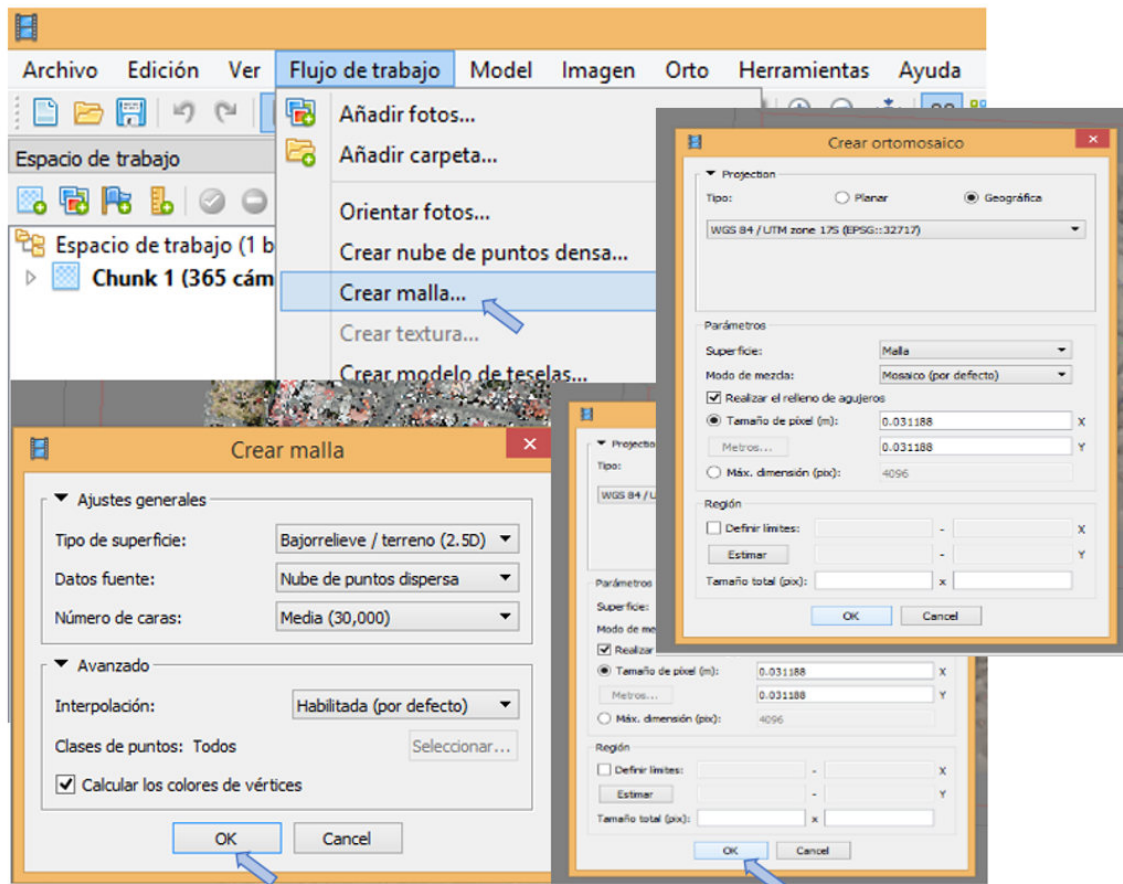 Archivo Edición Ver Flujo de trabajo Model Imagen Orto Herramientas Ayuda
Espacio de trabajo
Espacio de trabajo (1 b
Chunk 1 (365 cám
Añadir fotos...
Añadir carpeta...
Orientar fotos...
Crear nube de puntos densa...
Crear malla...
Crear textura...
Crear modelo de teselas...
Crear ortomosaico
Projection
Tipo: Planar Geográfica
WGS 84 / UTM zone 17S (EPSG::32717)
Parámetros
Superficie: Malla
Modo de mezcla: Mosaico (por defecto)
Realizar el relleno de agujeros
Tamaño de pixel (m): 0.031188 X
Metros... 0.031188 Y
Máx. dimensión (pix): 4096
Región
Definir límites: - X
Estimar - Y
Tamaño total (pix): x
OK Cancel
Crear malla
Ajustes generales
Tipo de superficie: Bajorrelieve / terreno (2.5D)
Datos fuente: Nube de puntos dispersa
Número de caras: Media (30,000)
Avanzado
Interpolación: Habilitada (por defecto)
Clases de puntos: Todos Seleccionar...
Calcular los colores de vértices
OK Cancel
Projectio
Tipo:
WGS 84 / U
Parámetros
Superficie:
Modo de me
Realizar
Tamaño de pixel (m): 0.031188 X
Metros... 0.031188 Y
Máx. dimensión (pix): 4096
Región
Definir límites: - X
Estimar - Y
Tamaño total (pix): x
OK Cancel